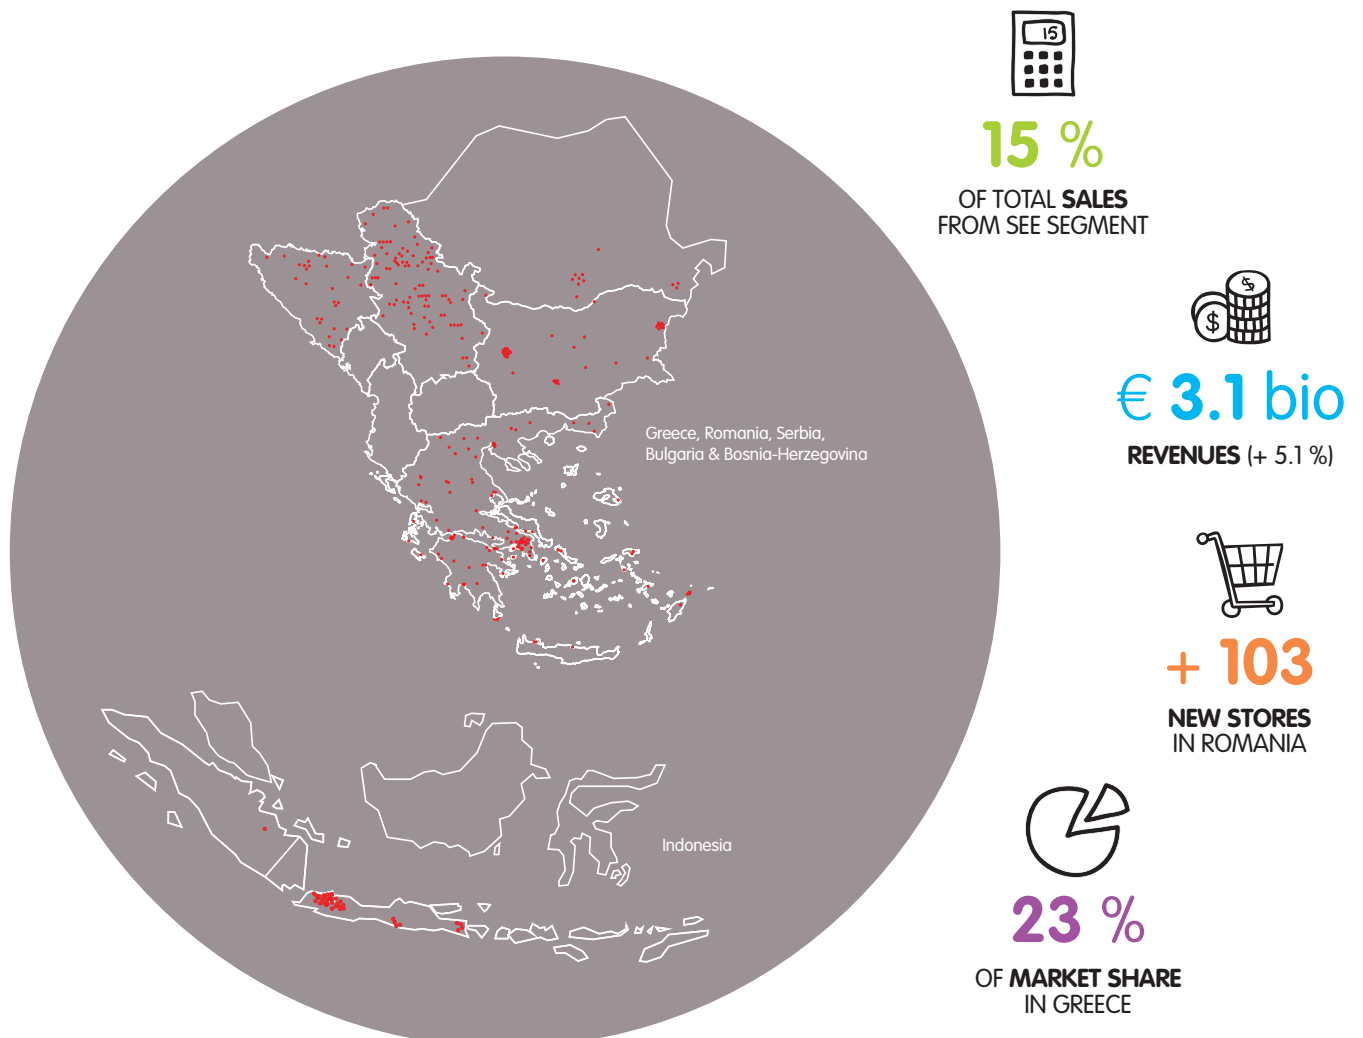 15
15 %
OF TOTAL SALES
FROM SEE SEGMENT
$
$
€ 3.1 bio
REVENUES (+ 5.1 %)
Greece, Romania, Serbia,
Bulgaria & Bosnia-Herzegovina
+ 103
NEW STORES
IN ROMANIA
Indonesia
23 %
OF MARKET SHARE
IN GREECE